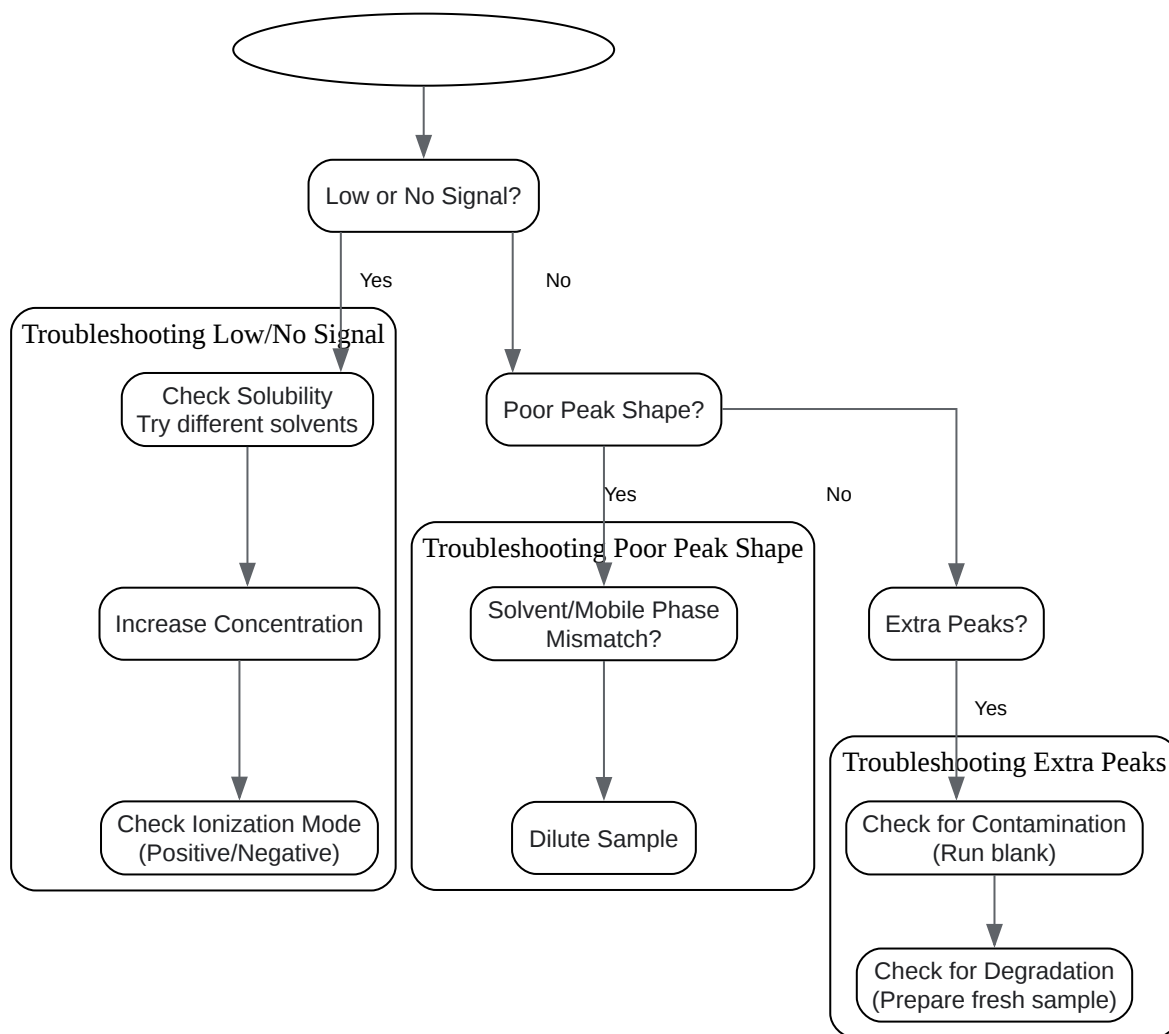 Low or No Signal?
Yes
No
Troubleshooting Low/No Signal
Check Solubility
Try different solvents
Poor Peak Shape?
Yes
No
Troubleshooting Poor Peak Shape
Increase Concentration
Solvent/Mobile Phase
Mismatch?
Extra Peaks?
Yes
Troubleshooting Extra Peaks
Check Ionization Mode
(Positive/Negative)
Dilute Sample
Check for Contamination
(Run blank)
Check for Degradation
(Prepare fresh sample)